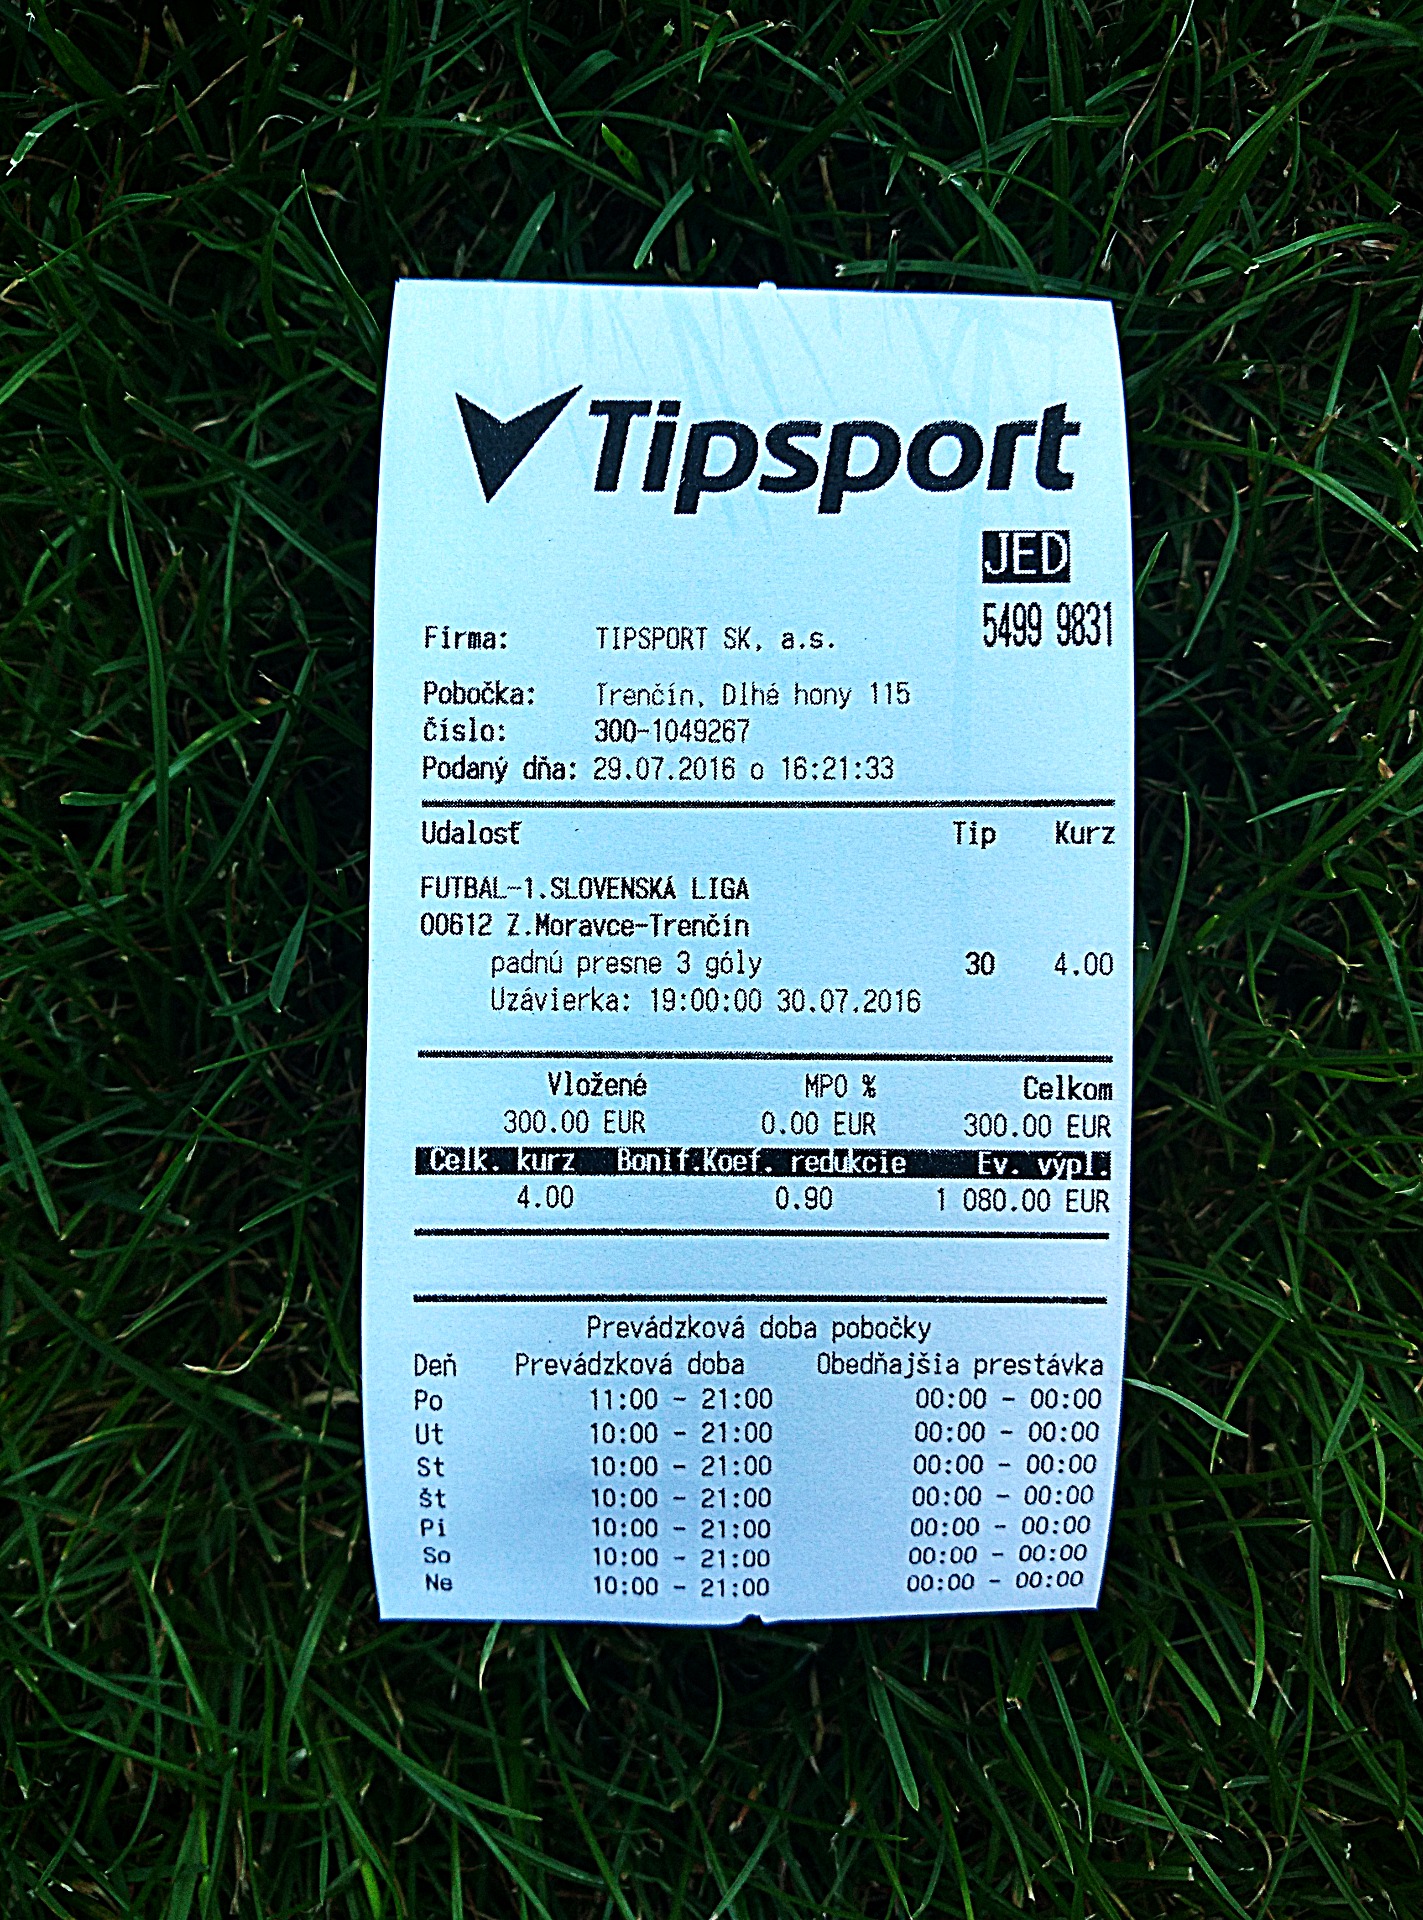 Tipsport
JED
5499 9831
Firma: TIPSPORT SK, a.s.
Pobočka: Trenčín, Dlhé hony 115
Číslo: 300-1049267
Podaný dňa: 29.07.2016 o 16:21:33
Udalosť Tip Kurz
FUTBAL-1.SLOVENSKÁ LIGA
00612 Z.Moravce-Trenčín
padnú presne 3 góly 30 4.00
Uzávierka: 19:00:00 30.07.2016
Vložené MPO % Celkom
300.00 EUR 0.00 EUR 300.00 EUR
Celk. kurz Bonif.Koef. redukcie Ev. výpl.
4.00 0.90 1 080.00 EUR
Prevádzková doba pobočky
Deň Prevádzková doba Obedňajšia prestávka
Po 11:00 - 21:00 00:00 - 00:00
Ut 10:00 - 21:00 00:00 - 00:00
St 10:00 - 21:00 00:00 - 00:00
Št 10:00 - 21:00 00:00 - 00:00
Pi 10:00 - 21:00 00:00 - 00:00
So 10:00 - 21:00 00:00 - 00:00
Ne 10:00 - 21:00 00:00 - 00:00